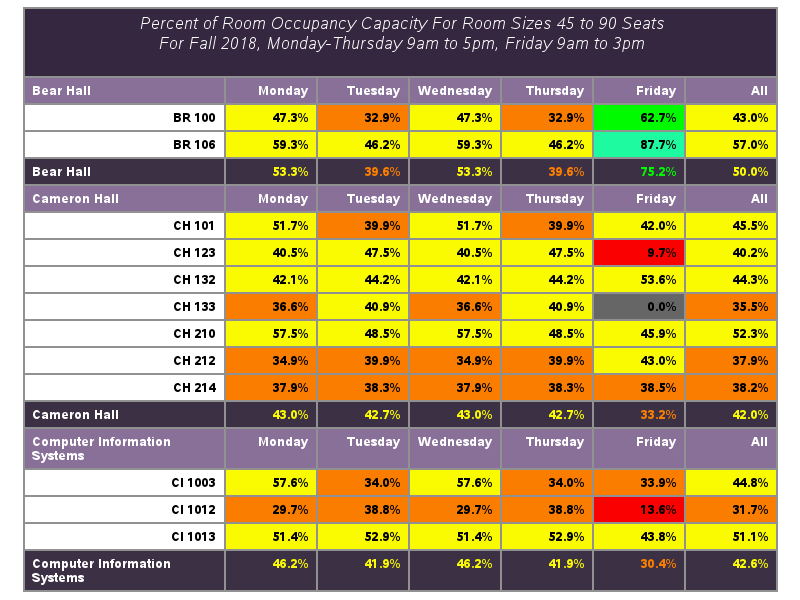 Percent of Room Occupancy Capacity For Room Sizes 45 to 90 Seats
For Fall 2018, Monday-Thursday 9am to 5pm, Friday 9am to 3pm
Bear Hall Monday Tuesday Wednesday Thursday Friday All
BR 100 47.3% 32.9% 47.3% 32.9% 62.7% 43.0%
BR 106 59.3% 46.2% 59.3% 46.2% 87.7% 57.0%
Bear Hall 53.3% 39.6% 53.3% 39.6% 75.2% 50.0%
Cameron Hall Monday Tuesday Wednesday Thursday Friday All
CH 101 51.7% 39.9% 51.7% 39.9% 42.0% 45.5%
CH 123 40.5% 47.5% 40.5% 47.5% 9.7% 40.2%
CH 132 42.1% 44.2% 42.1% 44.2% 53.6% 44.3%
CH 133 36.6% 40.9% 36.6% 40.9% 0.0% 35.5%
CH 210 57.5% 48.5% 57.5% 48.5% 45.9% 52.3%
CH 212 34.9% 39.9% 34.9% 39.9% 43.0% 37.9%
CH 214 37.9% 38.3% 37.9% 38.3% 38.5% 38.2%
Cameron Hall 43.0% 42.7% 43.0% 42.7% 33.2% 42.0%
Computer Information Monday Tuesday Wednesday Thursday Friday All
Systems
CI 1003 57.6% 34.0% 57.6% 34.0% 33.9% 44.8%
CI 1012 29.7% 38.8% 29.7% 38.8% 13.6% 31.7%
CI 1013 51.4% 52.9% 51.4% 52.9% 43.8% 51.1%
Computer Information 46.2% 41.9% 46.2% 41.9% 30.4% 42.6%
Systems